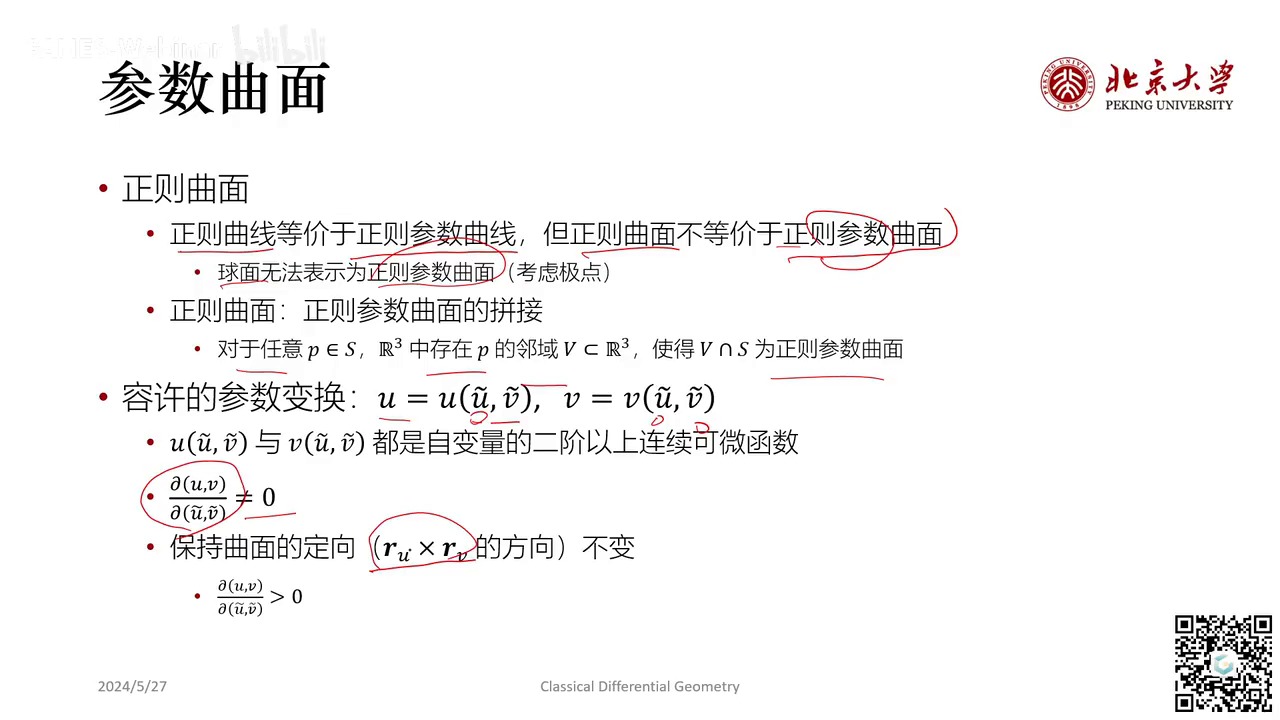 bilibili
参数曲面
北京大学
PEKING UNIVERSITY
• 正则曲面
• 正则曲线等价于正则参数曲线，但正则曲面不等价于正则参数曲面
• 球面无法表示为正则参数曲面（考虑极点）
• 正则曲面：正则参数曲面的拼接
• 对于任意 p ∈ S，ℝ³ 中存在 p 的邻域 V ⊂ ℝ³，使得 V ∩ S 为正则参数曲面
• 容许的参数变换：u = u(ũ, ṽ), v = v(ũ, ṽ)
• u(ũ, ṽ) 与 v(ũ, ṽ) 都是自变量的二阶以上连续可微函数
• ∂(u,v)/∂(ũ,ṽ) = 0
• 保持曲面的定向（r_u × r_v 的方向）不变
• ∂(u,v)/∂(ũ,ṽ) > 0
2024/5/27
Classical Differential Geometry